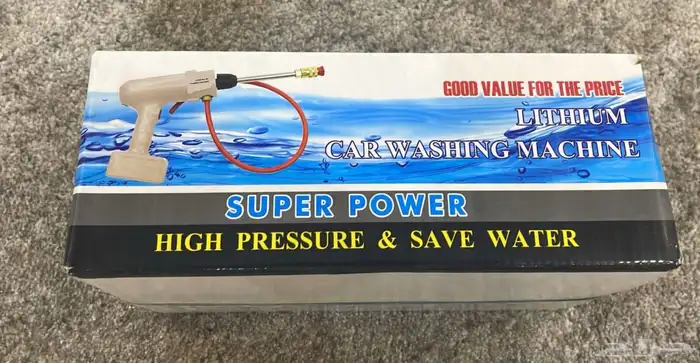 GOOD VALUE FOR THE PRICE
LITHIUM
CAR WASHING MACHINE
SUPER POWER
HIGH PRESSURE & SAVE WATER